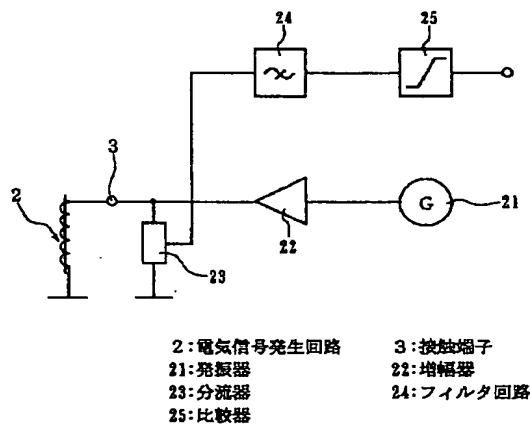 24
25
3
2
G
21
22
23
2:電気信号発生回路
3:接触端子
21:発振器
22:増幅器
23:分流器
24:フィルタ回路
25:比較器